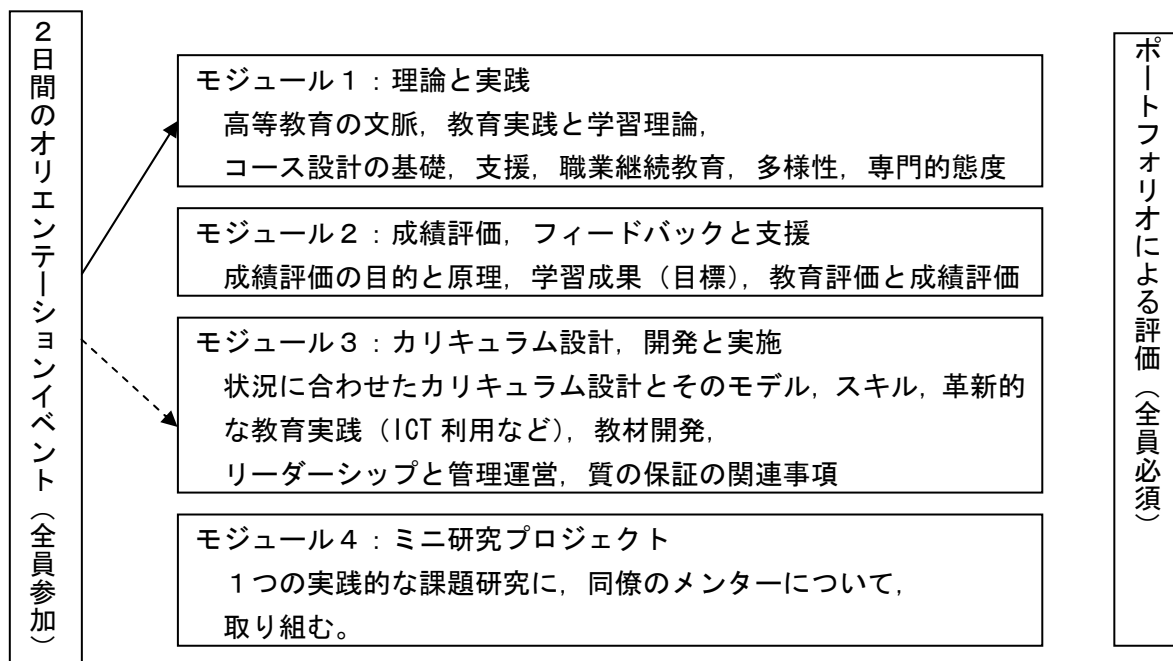 ２日間のオリエンテーションイベント（全員参加）
モジュール１：理論と実践
高等教育の文脈，教育実践と学習理論，
コース設計の基礎，支援，職業継続教育，多様性，専門的態度
モジュール２：成績評価，フィードバックと支援
成績評価の目的と原理，学習成果（目標），教育評価と成績評価
モジュール３：カリキュラム設計，開発と実施
状況に合わせたカリキュラム設計とそのモデル，スキル，革新的
な教育実践（ICT 利用など），教材開発，
リーダーシップと管理運営，質の保証の関連事項
モジュール４：ミニ研究プロジェクト
１つの実践的な課題研究に，同僚のメンターについて，
取り組む。
ポートフォリオによる評価（全員必須）